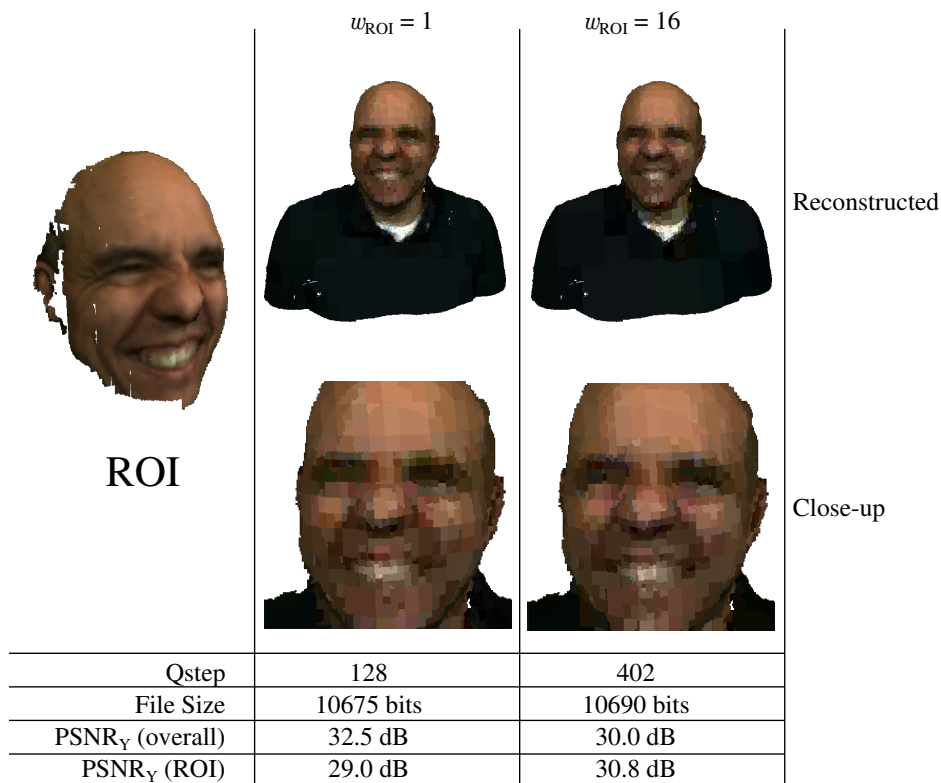 w_ROI = 1 w_ROI = 16
Reconstructed
ROI
Close-up
Qstep 128 402
File Size 10675 bits 10690 bits
PSNR_Y (overall) 32.5 dB 30.0 dB
PSNR_Y (ROI) 29.0 dB 30.8 dB